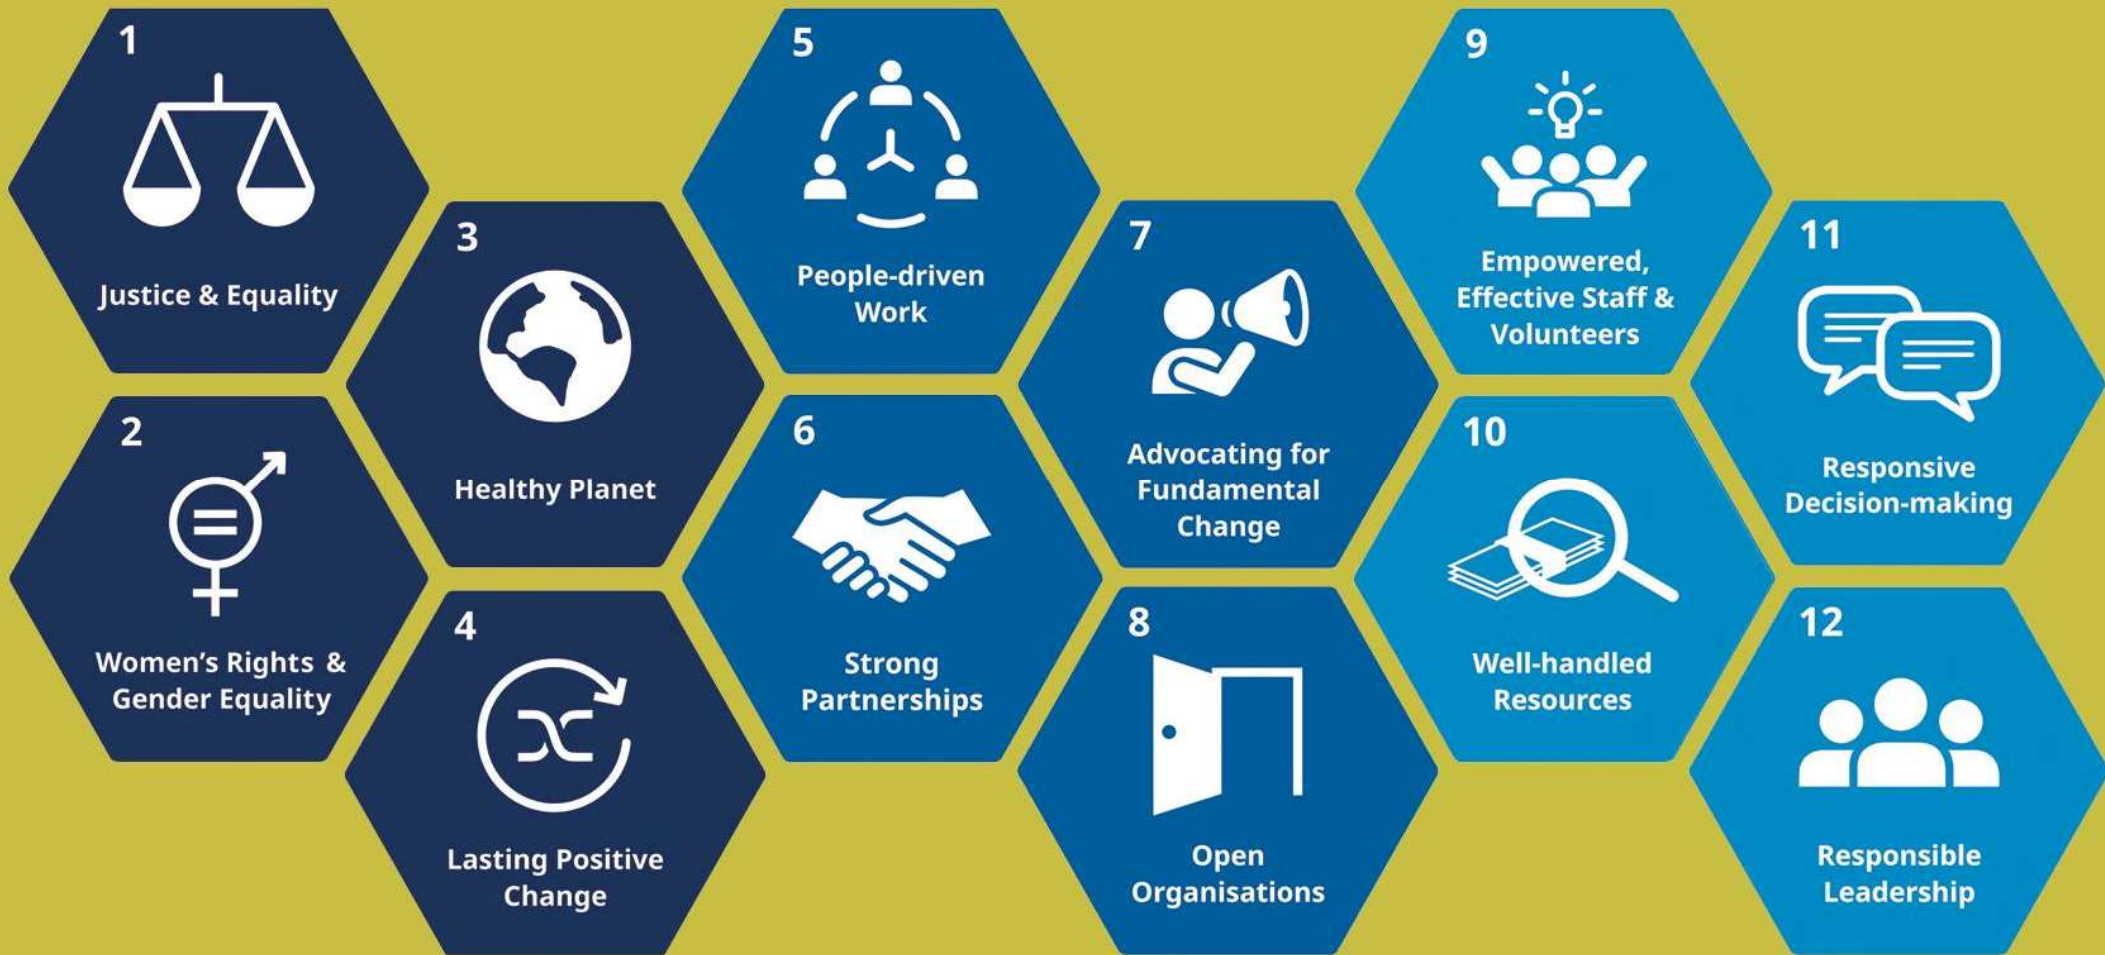 1
Justice & Equality
2
Women’s Rights &
Gender Equality
3
Healthy Planet
4
Lasting Positive
Change
5
People-driven
Work
6
Strong
Partnerships
7
Advocating for
Fundamental
Change
8
Open
Organisations
9
Empowered,
Effective Staff &
Volunteers
10
Well-handled
Resources
11
Responsive
Decision-making
12
Responsible
Leadership